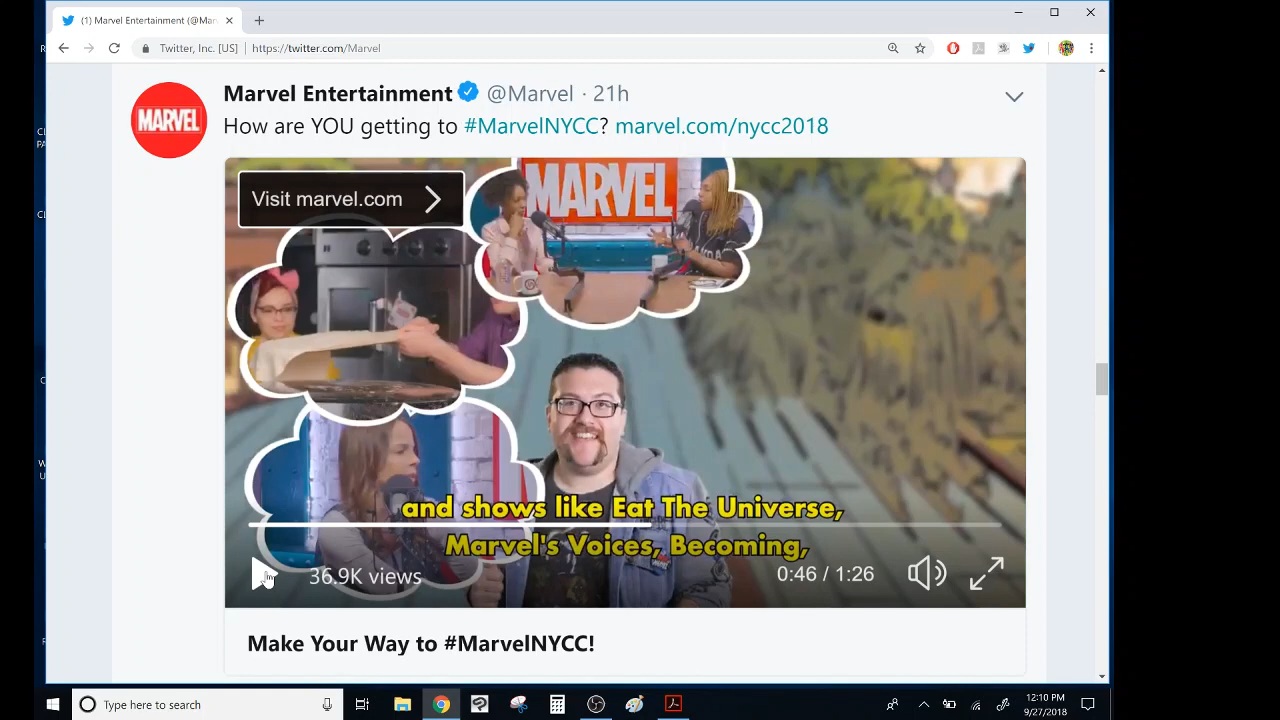 (1) Marvel Entertainment (@Mar
Twitter, Inc. [US] https://twitter.com/Marvel
Marvel Entertainment @Marvel · 21h
MARVEL
How are YOU getting to #MarvelNYCC? marvel.com/nycc2018
Visit marvel.com
MARVEL
and shows like Eat The Universe,
Marvel's Voices, Becoming,
36.9K views
0:46 / 1:26
Make Your Way to #MarvelNYCC!
Type here to search
12:10 PM
9/27/2018